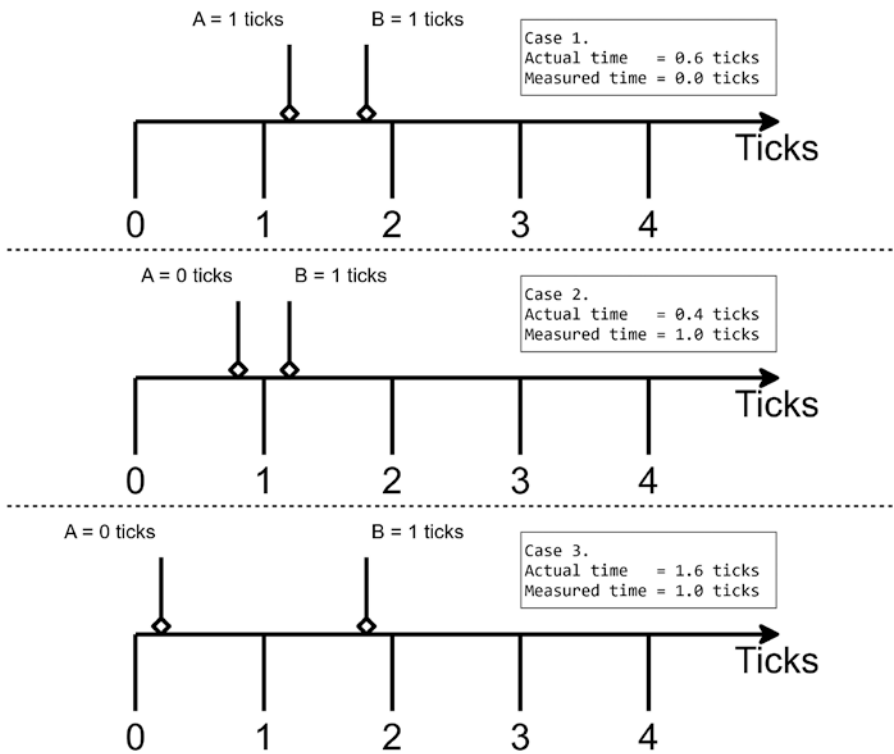 A = 1 ticks
B = 1 ticks
Case 1.
Actual time   = 0.6 ticks
Measured time = 0.0 ticks
Ticks
0 1 2 3 4
A = 0 ticks
B = 1 ticks
Case 2.
Actual time   = 0.4 ticks
Measured time = 1.0 ticks
Ticks
0 1 2 3 4
A = 0 ticks
B = 1 ticks
Case 3.
Actual time   = 1.6 ticks
Measured time = 1.0 ticks
Ticks
0 1 2 3 4